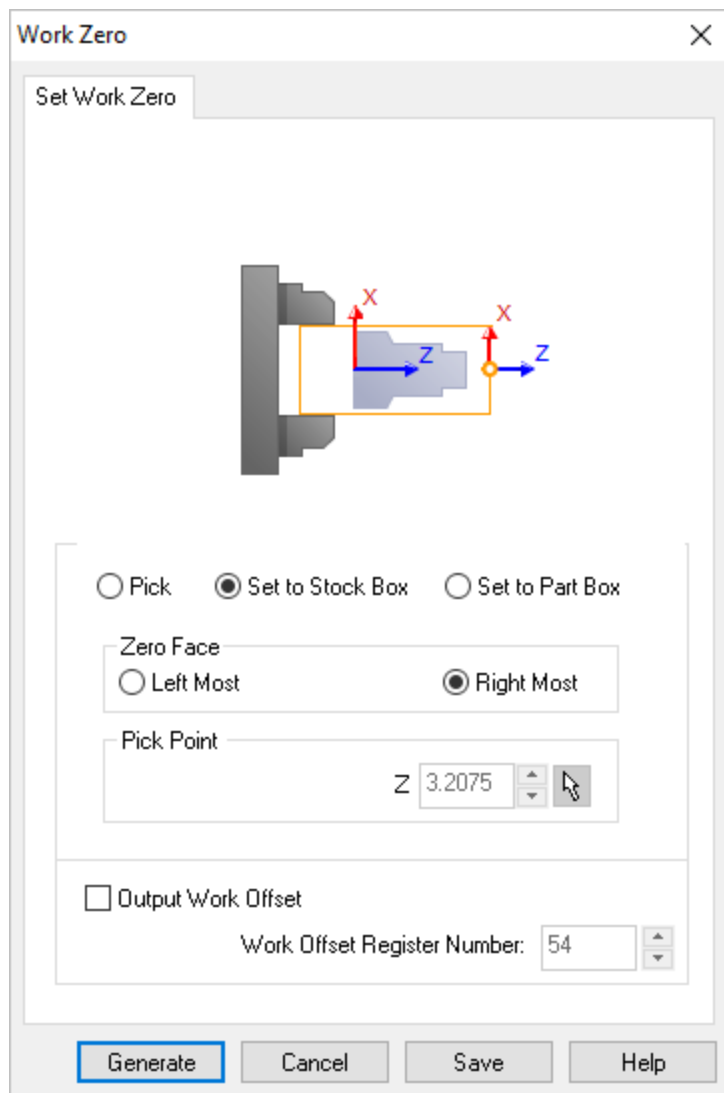 Work Zero
Set Work Zero
X
X
Z
Z
Pick Set to Stock Box Set to Part Box
Zero Face
Left Most Right Most
Pick Point
Z 3.2075
Output Work Offset
Work Offset Register Number: 54
Generate Cancel Save Help